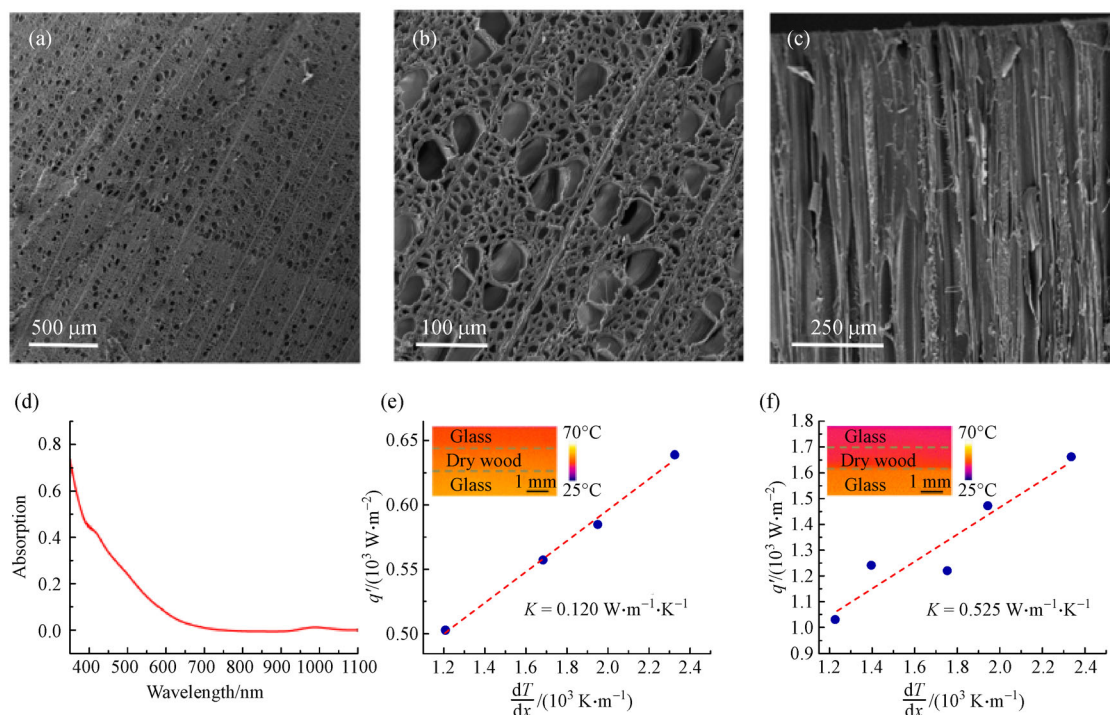 (a)
500 μm
(b)
100 μm
(c)
250 μm
(d)
Absorption
0.8
0.6
0.4
0.2
0.0
400 500 600 700 800 900 1000 1100
Wavelength/nm
(e)
q′/(10³ W·m⁻²)
0.65
0.60
0.55
0.50
Glass
Dry wood
Glass
1 mm
70°C
25°C
K = 0.120 W·m⁻¹·K⁻¹
1.2 1.4 1.6 1.8 2.0 2.2 2.4
dT/dx /(10³ K·m⁻¹)
(f)
q′/(10³ W·m⁻²)
1.8
1.7
1.6
1.5
1.4
1.3
1.2
1.1
1.0
0.9
Glass
Dry wood
Glass
1 mm
70°C
25°C
K = 0.525 W·m⁻¹·K⁻¹
1.2 1.4 1.6 1.8 2.0 2.2 2.4
dT/dx /(10³ K·m⁻¹)